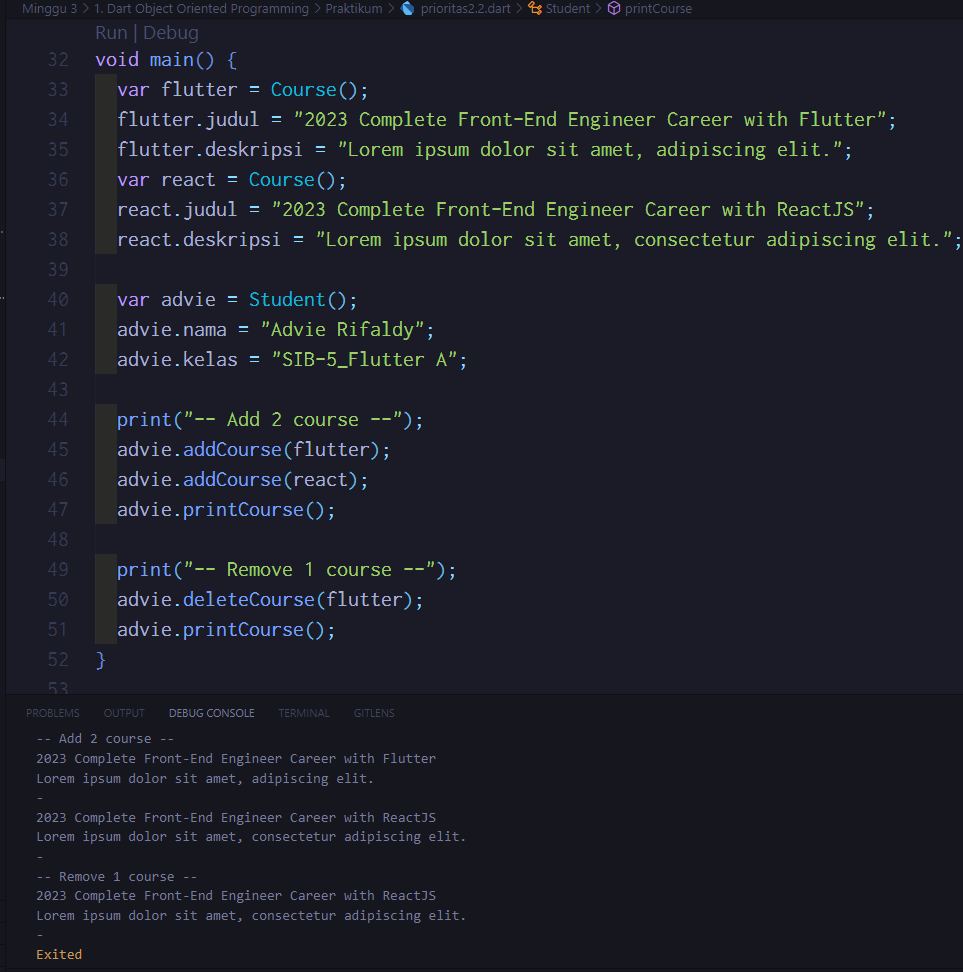 Minggu 3 > 1. Dart Object Oriented Programming > Praktikum > prioritas2.2.dart > Student > printCourse
Run | Debug
32 void main() {
33 var flutter = Course();
34 flutter.judul = "2023 Complete Front-End Engineer Career with Flutter";
35 flutter.deskripsi = "Lorem ipsum dolor sit amet, adipiscing elit.";
36 var react = Course();
37 react.judul = "2023 Complete Front-End Engineer Career with ReactJS";
38 react.deskripsi = "Lorem ipsum dolor sit amet, consectetur adipiscing elit.";
39
40 var advie = Student();
41 advie.nama = "Advie Rifaldy";
42 advie.kelas = "SIB-5_Flutter A";
43
44 print("-- Add 2 course --");
45 advie.addCourse(flutter);
46 advie.addCourse(react);
47 advie.printCourse();
48
49 print("-- Remove 1 course --");
50 advie.deleteCourse(flutter);
51 advie.printCourse();
52 }
53
PROBLEMS OUTPUT DEBUG CONSOLE TERMINAL GITLENS
-- Add 2 course --
2023 Complete Front-End Engineer Career with Flutter
Lorem ipsum dolor sit amet, adipiscing elit.
-
2023 Complete Front-End Engineer Career with ReactJS
Lorem ipsum dolor sit amet, consectetur adipiscing elit.
-
-- Remove 1 course --
2023 Complete Front-End Engineer Career with ReactJS
Lorem ipsum dolor sit amet, consectetur adipiscing elit.
-
Exited